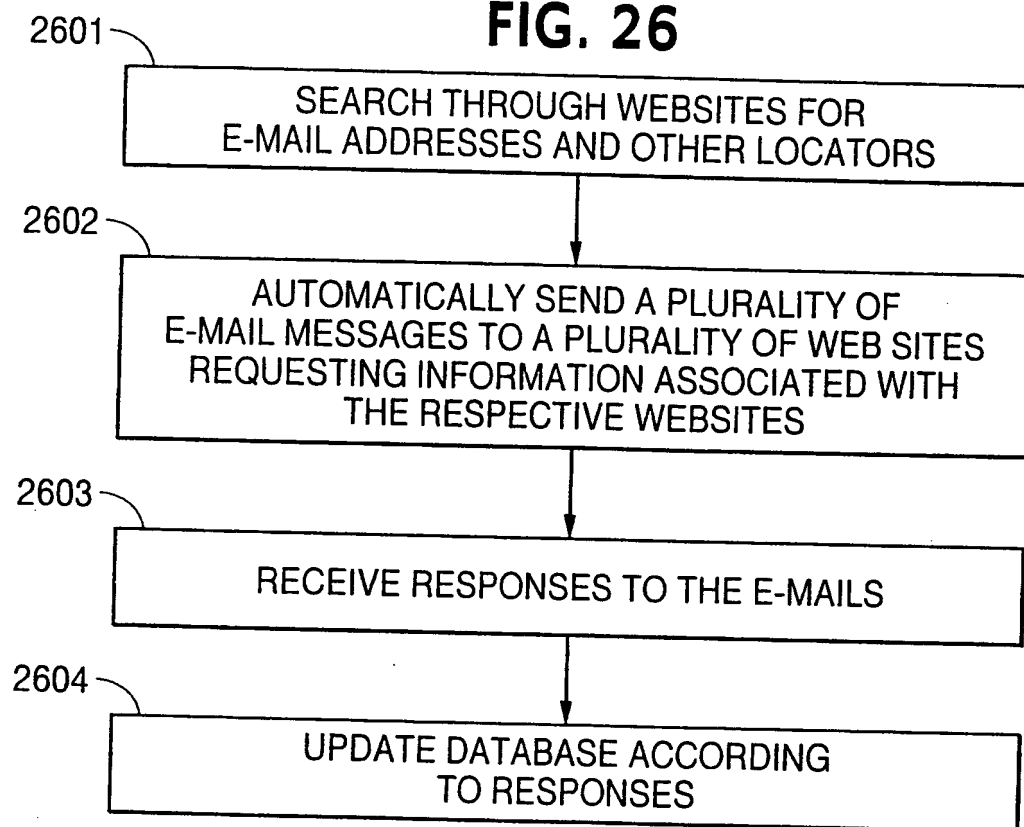 FIG. 26
2601
SEARCH THROUGH WEBSITES FOR
E-MAIL ADDRESSES AND OTHER LOCATORS
2602
AUTOMATICALLY SEND A PLURALITY OF
E-MAIL MESSAGES TO A PLURALITY OF WEB SITES
REQUESTING INFORMATION ASSOCIATED WITH
THE RESPECTIVE WEBSITES
2603
RECEIVE RESPONSES TO THE E-MAILS
2604
UPDATE DATABASE ACCORDING
TO RESPONSES